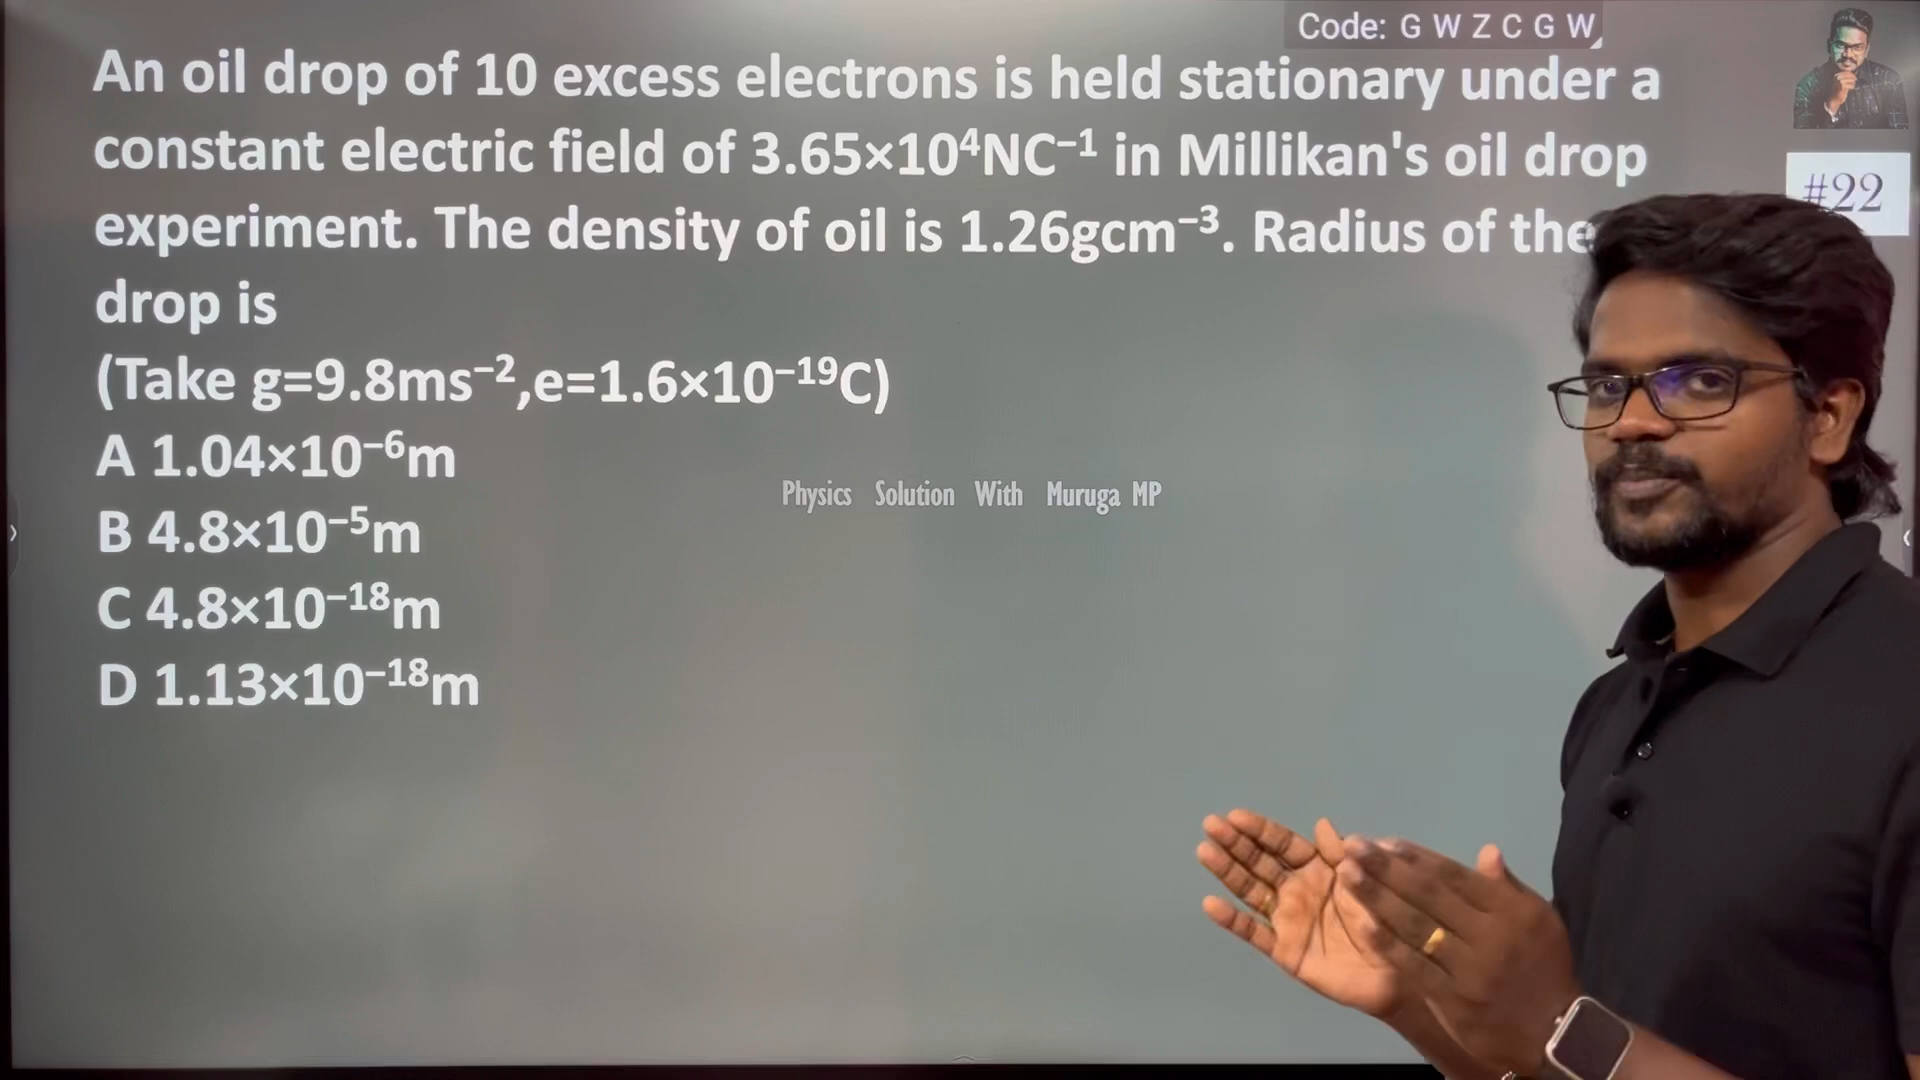 Code: G W Z C G W
An oil drop of 10 excess electrons is held stationary under a
constant electric field of 3.65×10⁴NC⁻¹ in Millikan's oil drop
#22
experiment. The density of oil is 1.26gcm⁻³. Radius of the
drop is
(Take g=9.8ms⁻²,e=1.6×10⁻¹⁹C)
A 1.04×10⁻⁶m
Physics Solution With Muruga MP
B 4.8×10⁻⁵m
C 4.8×10⁻¹⁸m
D 1.13×10⁻¹⁸m